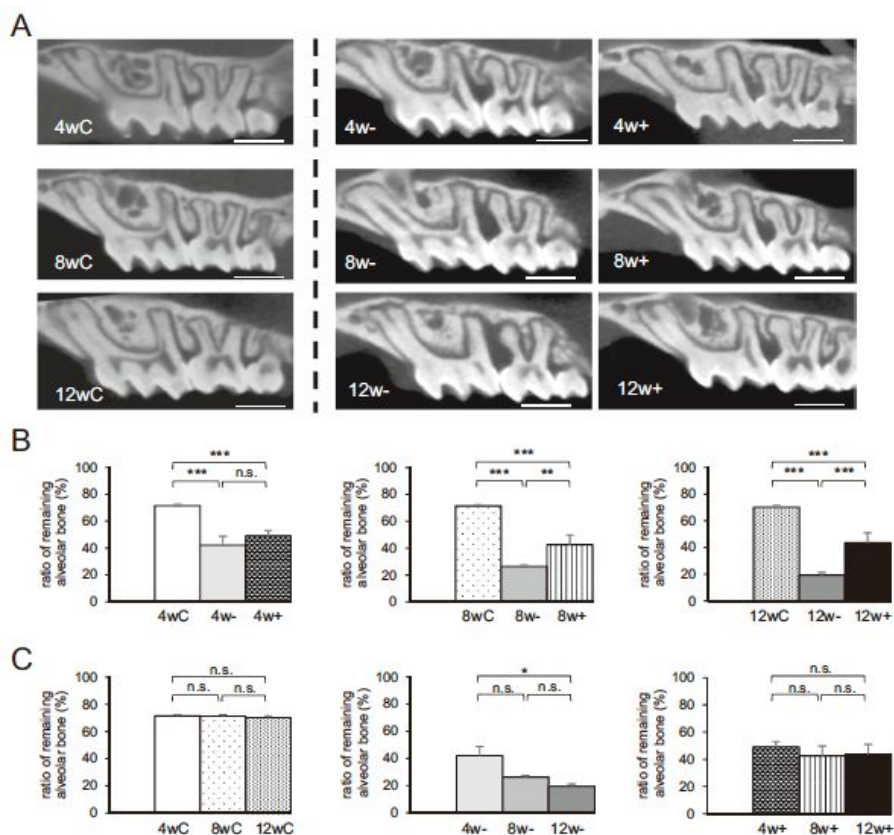 A
4wC
4w-
4w+
8wC
8w-
8w+
12wC
12w-
12w+
B
ratio of remaining
alveolar bone (%)
100
80
60
40
20
0
***
***
n.s.
4wC 4w- 4w+
ratio of remaining
alveolar bone (%)
100
80
60
40
20
0
***
*** **
8wC 8w- 8w+
ratio of remaining
alveolar bone (%)
100
80
60
40
20
0
***
*** ***
12wC 12w- 12w+
C
ratio of remaining
alveolar bone (%)
100
80
60
40
20
0
n.s.
n.s. n.s.
4wC 8wC 12wC
ratio of remaining
alveolar bone (%)
100
80
60
40
20
0
*
n.s. n.s.
4w- 8w- 12w-
ratio of remaining
alveolar bone (%)
100
80
60
40
20
0
n.s.
n.s. n.s.
4w+ 8w+ 12w+